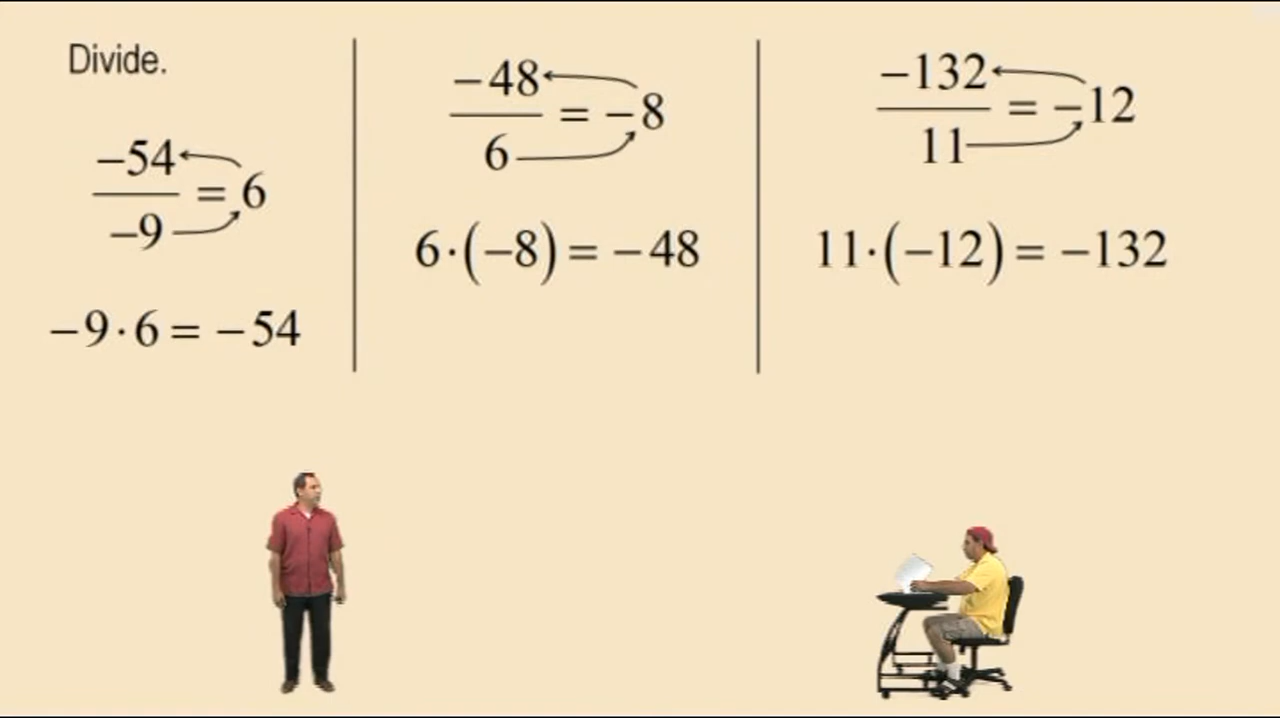 Divide.
−54
−9
= 6
−9·6 = −54
−48
6
= −8
6·(−8) = −48
−132
11
= −12
11·(−12) = −132